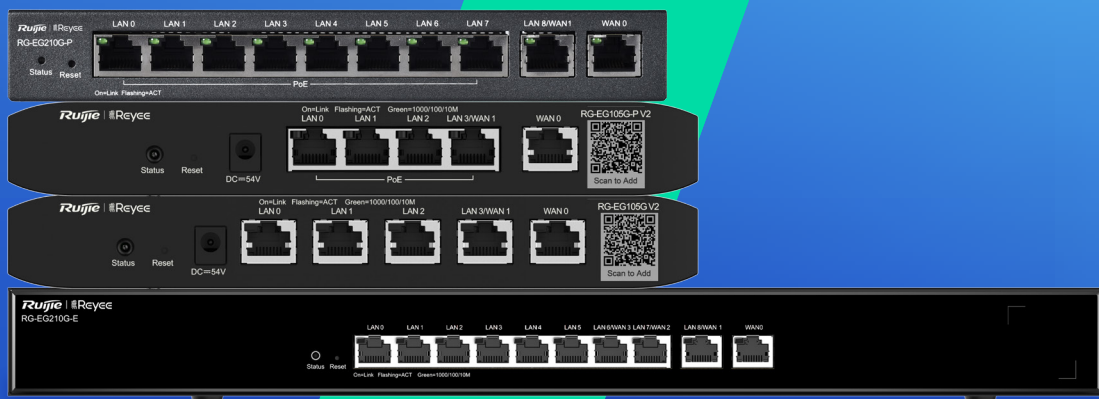 Ruijie | Reyee
RG-EG210G-P
LAN 0 LAN 1 LAN 2 LAN 3 LAN 4 LAN 5 LAN 6 LAN 7 LAN 8/WAN1 WAN 0
Status Reset
PoE
On=Link Flashing=ACT
Ruijie | Reyee
On=Link Flashing=ACT Green=1000/100/10M
LAN 0 LAN 1 LAN 2 LAN 3/WAN 1 WAN 0
RG-EG105G-P V2
Status Reset
DC=54V
PoE
Scan to Add
Ruijie | Reyee
On=Link Flashing=ACT Green=1000/100/10M
LAN 0 LAN 1 LAN 2 LAN 3/WAN 1 WAN 0
RG-EG105G V2
Status Reset
DC=54V
Scan to Add
Ruijie | Reyee
RG-EG210G-E
LAN 0 LAN 1 LAN 2 LAN3 LAN4 LAN 5 LAN 6/WAN 3 LAN 7/WAN 2 LAN 8/WAN 1 WAN0
Status Reset
On=Link Flashing=ACT Green=1000/100/10M